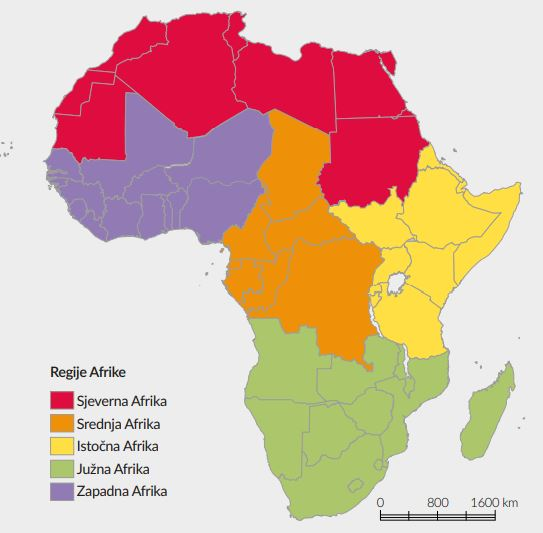 Regije Afrike
Sjeverna Afrika
Srednja Afrika
Istočna Afrika
Južna Afrika
Zapadna Afrika
0 800 1600 km